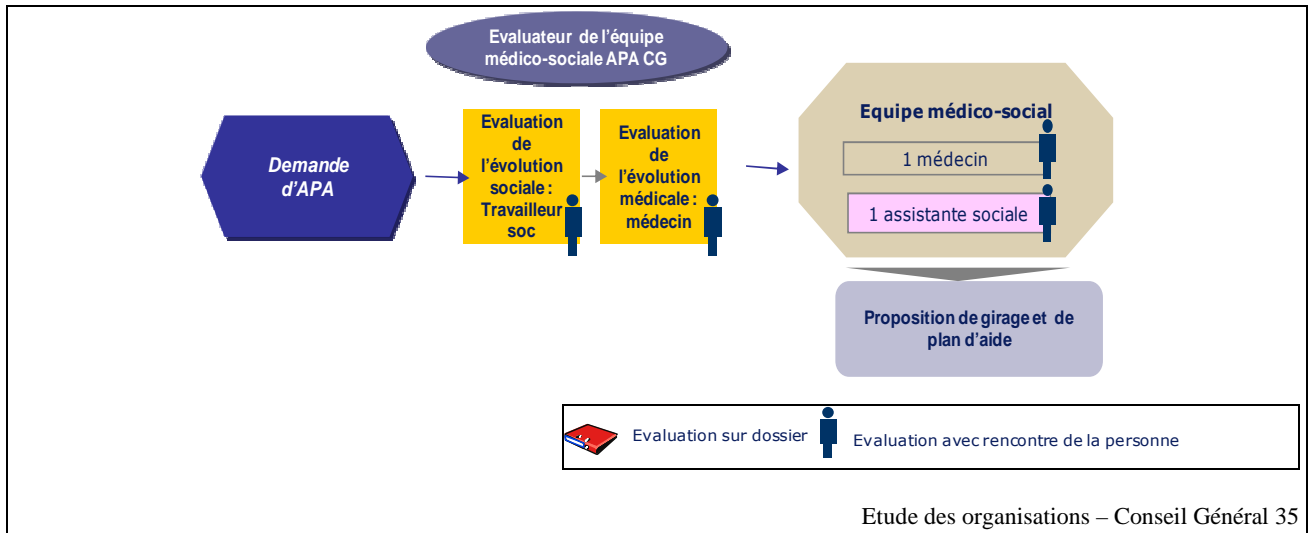 Evaluateur de l’équipe
médico-sociale APA CG
Demande
d’APA
Evaluation
de
l’évolution
sociale :
Travailleur
soc
Evaluation
de
l’évolution
médicale :
médecin
Equipe médico-social
1 médecin
1 assistante sociale
Proposition de girage et de
plan d’aide
Evaluation sur dossier
Evaluation avec rencontre de la personne
Etude des organisations – Conseil Général 35